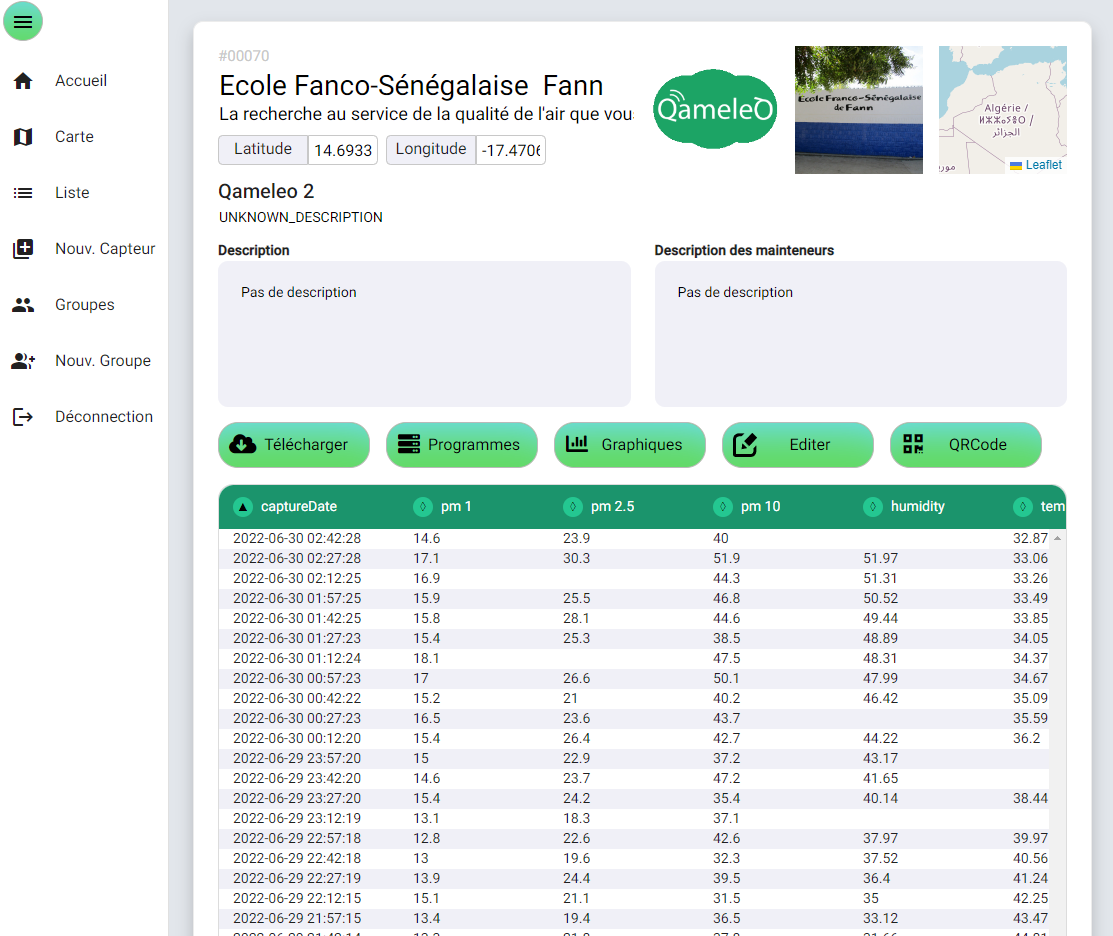 Accueil
Carte
Liste
Nouv. Capteur
Groupes
Nouv. Groupe
Déconnection
#00070
Ecole Fanco-Sénégalaise Fann
La recherche au service de la qualité de l'air que vou
Latitude 14.6933 Longitude -17.4706
QameleO
Ecole Franco-Sénégalaise
de Fann
Algérie /
ⵍⵣⵣⴰⵢⴻⵔ /
الجزائر
مور
Leaflet
Qameleo 2
UNKNOWN_DESCRIPTION
Description
Pas de description
Description des mainteneurs
Pas de description
Télécharger Programmes Graphiques Editer QRCode
captureDate pm 1 pm 2.5 pm 10 humidity tem
2022-06-30 02:42:28 14.6 23.9 40 32.87
2022-06-30 02:27:28 17.1 30.3 51.9 51.97 33.06
2022-06-30 02:12:25 16.9 44.3 51.31 33.26
2022-06-30 01:57:25 15.9 25.5 46.8 50.52 33.49
2022-06-30 01:42:25 15.8 28.1 44.6 49.44 33.85
2022-06-30 01:27:23 15.4 25.3 38.5 48.89 34.05
2022-06-30 01:12:24 18.1 47.5 48.31 34.37
2022-06-30 00:57:23 17 26.6 50.1 47.99 34.67
2022-06-30 00:42:22 15.2 21 40.2 46.42 35.09
2022-06-30 00:27:23 16.5 23.6 43.7 35.59
2022-06-30 00:12:20 15.4 26.4 42.7 44.22 36.2
2022-06-29 23:57:20 15 22.9 37.2 43.17
2022-06-29 23:42:20 14.6 23.7 47.2 41.65
2022-06-29 23:27:20 15.4 24.2 35.4 40.14 38.44
2022-06-29 23:12:19 13.1 18.3 37.1
2022-06-29 22:57:18 12.8 22.6 42.6 37.97 39.97
2022-06-29 22:42:18 13 19.6 32.3 37.52 40.56
2022-06-29 22:27:19 13.9 24.4 39.5 36.4 41.24
2022-06-29 22:12:15 15.1 21.1 31.5 35 42.25
2022-06-29 21:57:15 13.4 19.4 36.5 33.12 43.47